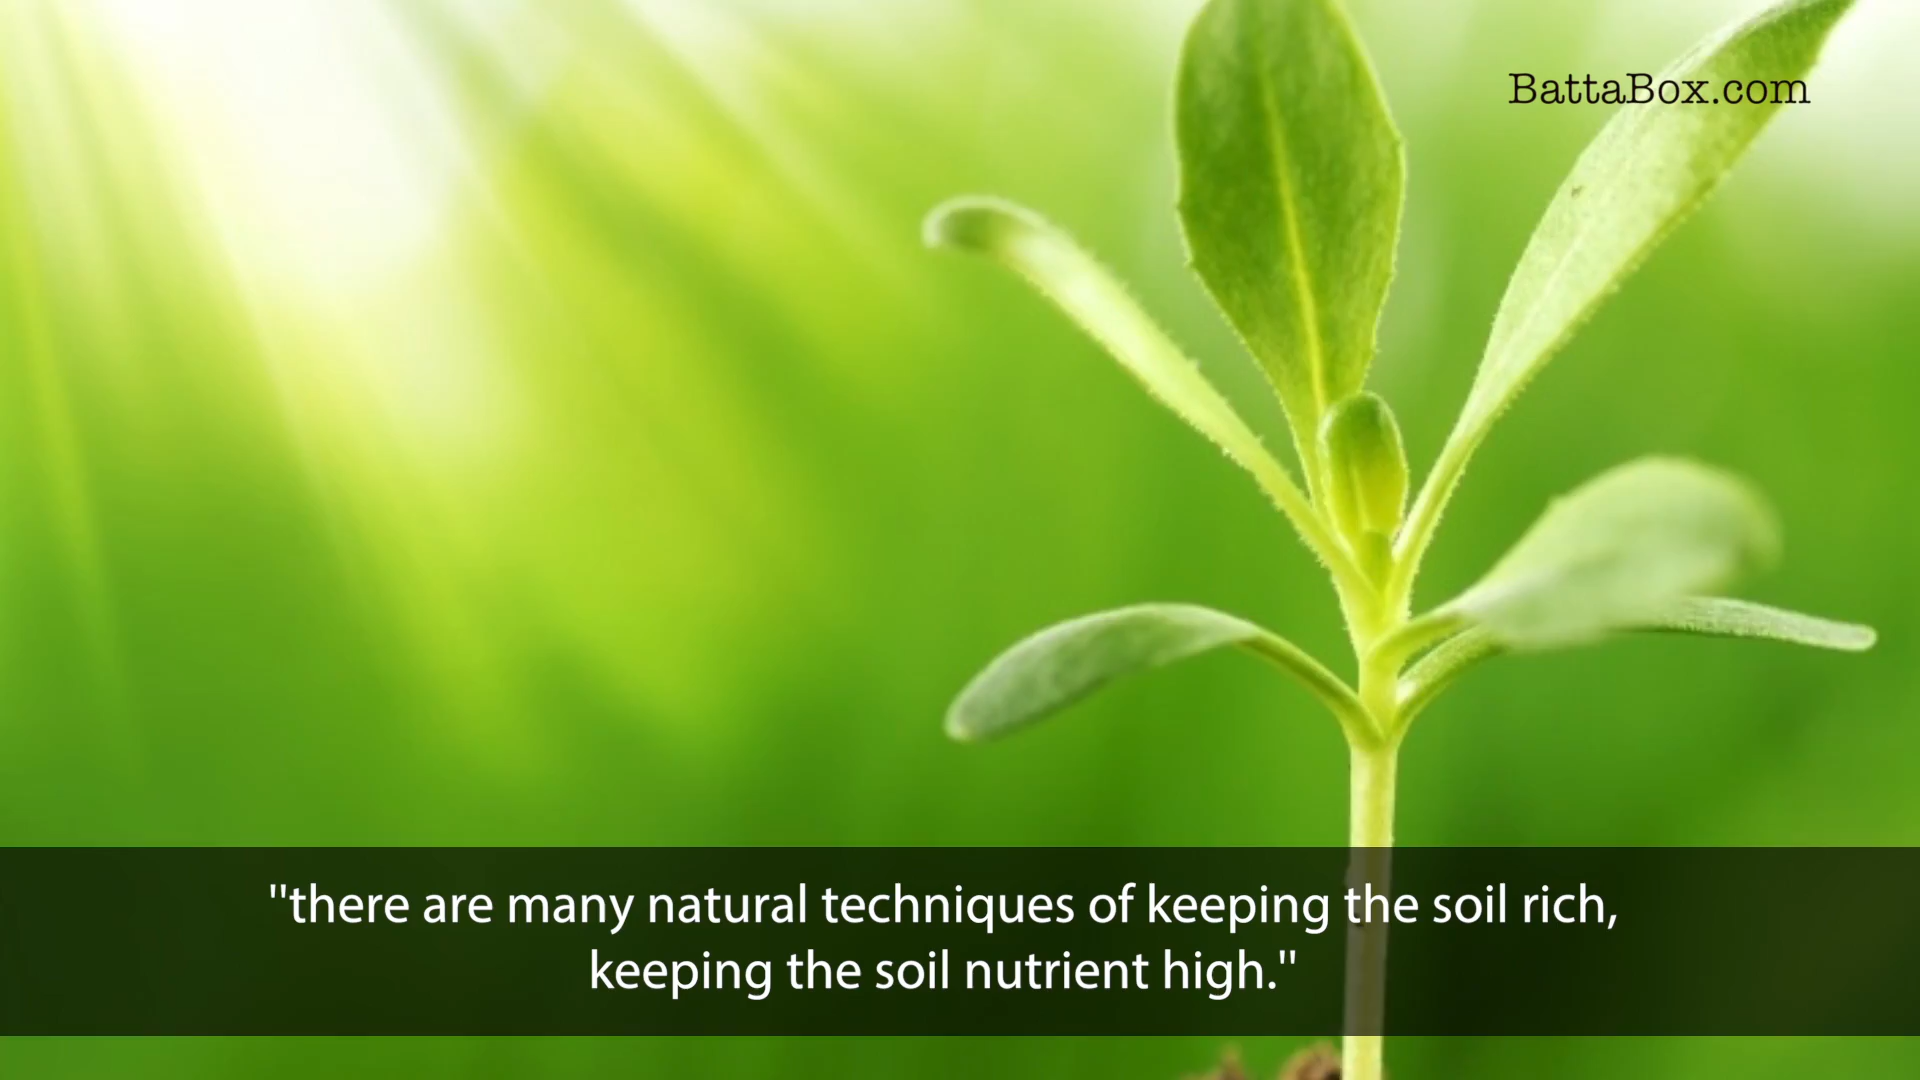 BattaBox.com
"there are many natural techniques of keeping the soil rich,
keeping the soil nutrient high."